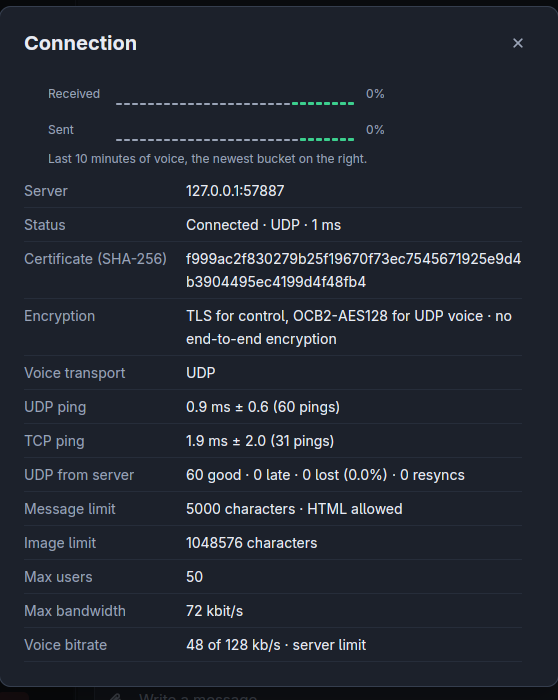 Connection
Received 0%
Sent 0%
Last 10 minutes of voice, the newest bucket on the right.
Server 127.0.0.1:57887
Status Connected · UDP · 1 ms
Certificate (SHA-256) f999ac2f830279b25f19670f73ec7545671925e9d4
b3904495ec4199d4f48fb4
Encryption TLS for control, OCB2-AES128 for UDP voice · no
end-to-end encryption
Voice transport UDP
UDP ping 0.9 ms ± 0.6 (60 pings)
TCP ping 1.9 ms ± 2.0 (31 pings)
UDP from server 60 good · 0 late · 0 lost (0.0%) · 0 resyncs
Message limit 5000 characters · HTML allowed
Image limit 1048576 characters
Max users 50
Max bandwidth 72 kbit/s
Voice bitrate 48 of 128 kb/s · server limit
Write a message